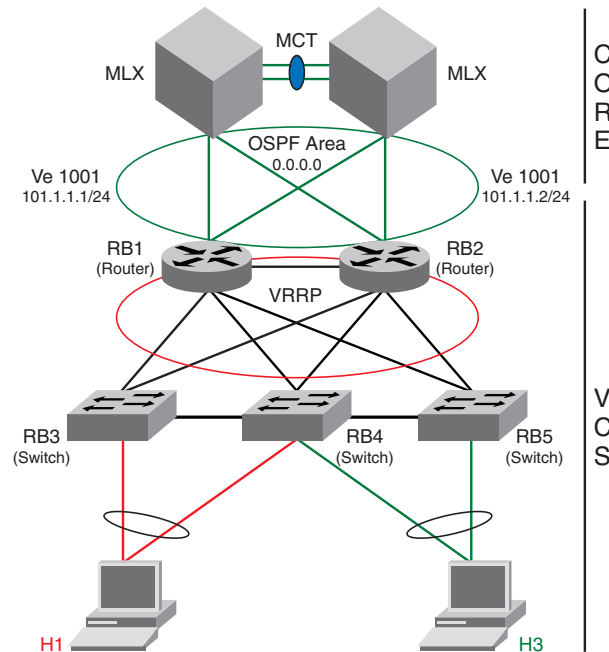 MCT
MLX
MLX
C
O
R
E
OSPF Area
0.0.0.0
Ve 1001
101.1.1.1/24
Ve 1001
101.1.1.2/24
RB1
(Router)
RB2
(Router)
VRRP
V
C
S
RB3
(Switch)
RB4
(Switch)
RB5
(Switch)
H1
H3